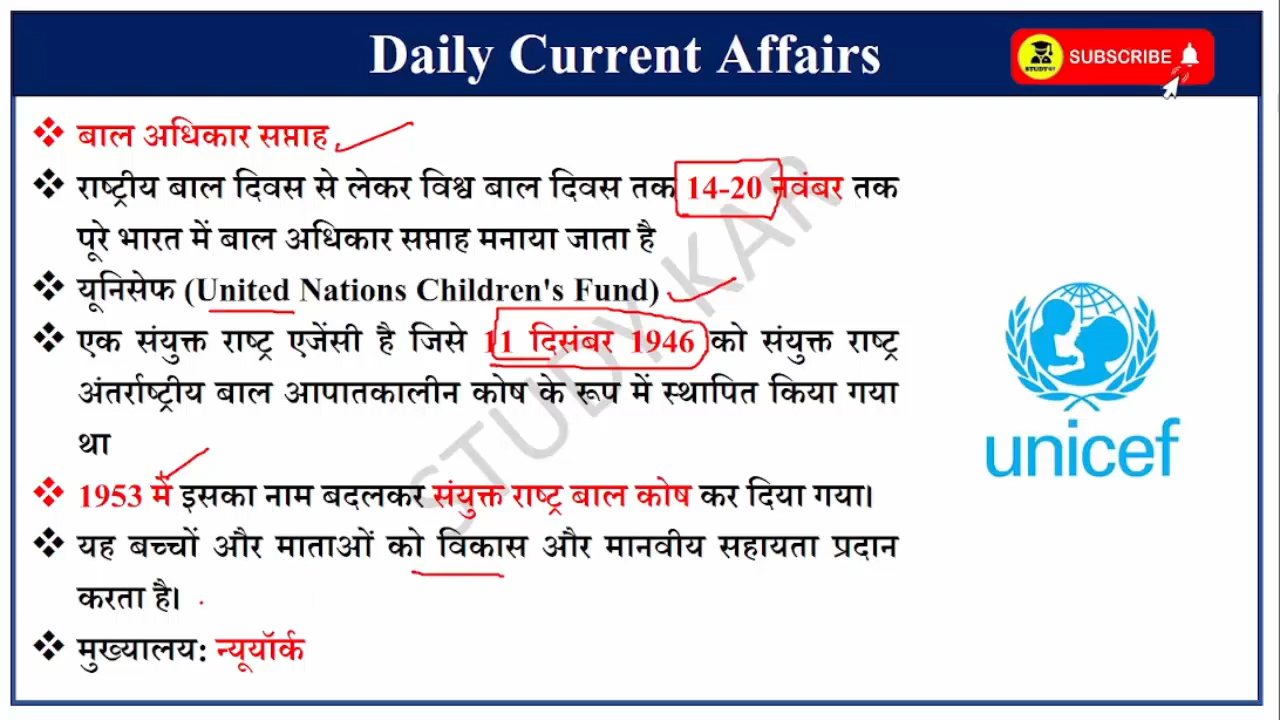 Daily Current Affairs
SUBSCRIBE
बाल अधिकार सप्ताह
राष्ट्रीय बाल दिवस से लेकर विश्व बाल दिवस तक 14-20 नवंबर तक
पूरे भारत में बाल अधिकार सप्ताह मनाया जाता है
यूनिसेफ (United Nations Children's Fund)
एक संयुक्त राष्ट्र एजेंसी है जिसे 11 दिसंबर 1946 को संयुक्त राष्ट्र
अंतर्राष्ट्रीय बाल आपातकालीन कोष के रूप में स्थापित किया गया
था
1953 में इसका नाम बदलकर संयुक्त राष्ट्र बाल कोष कर दिया गया।
यह बच्चों और माताओं को विकास और मानवीय सहायता प्रदान
करता है।
मुख्यालय: न्यूयॉर्क
unicef
STUDY KAR